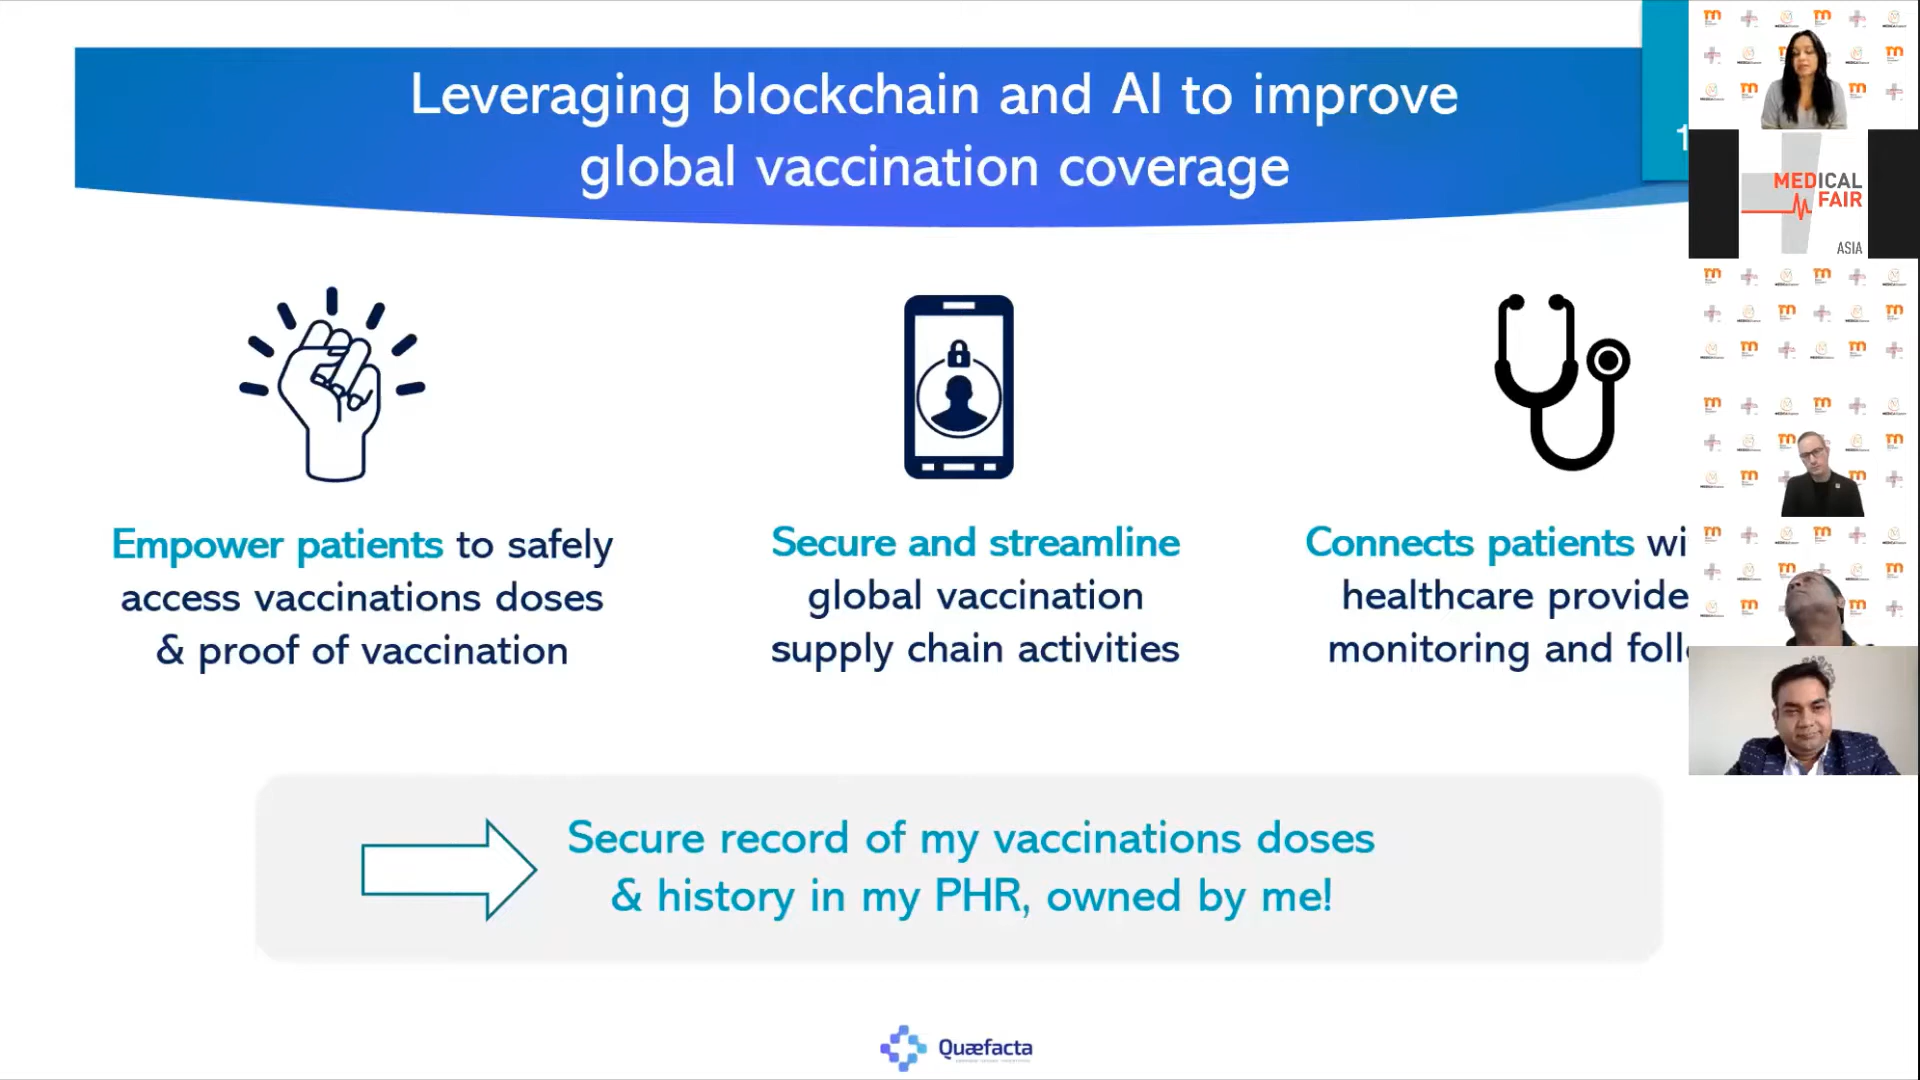 Leveraging blockchain and AI to improve
global vaccination coverage
1
MEDICAL
FAIR
ASIA
Empower patients to safely
access vaccinations doses
& proof of vaccination
Secure and streamline
global vaccination
supply chain activities
Connects patients wi
healthcare provide
monitoring and foll
Secure record of my vaccinations doses
& history in my PHR, owned by me!
Quæfacta